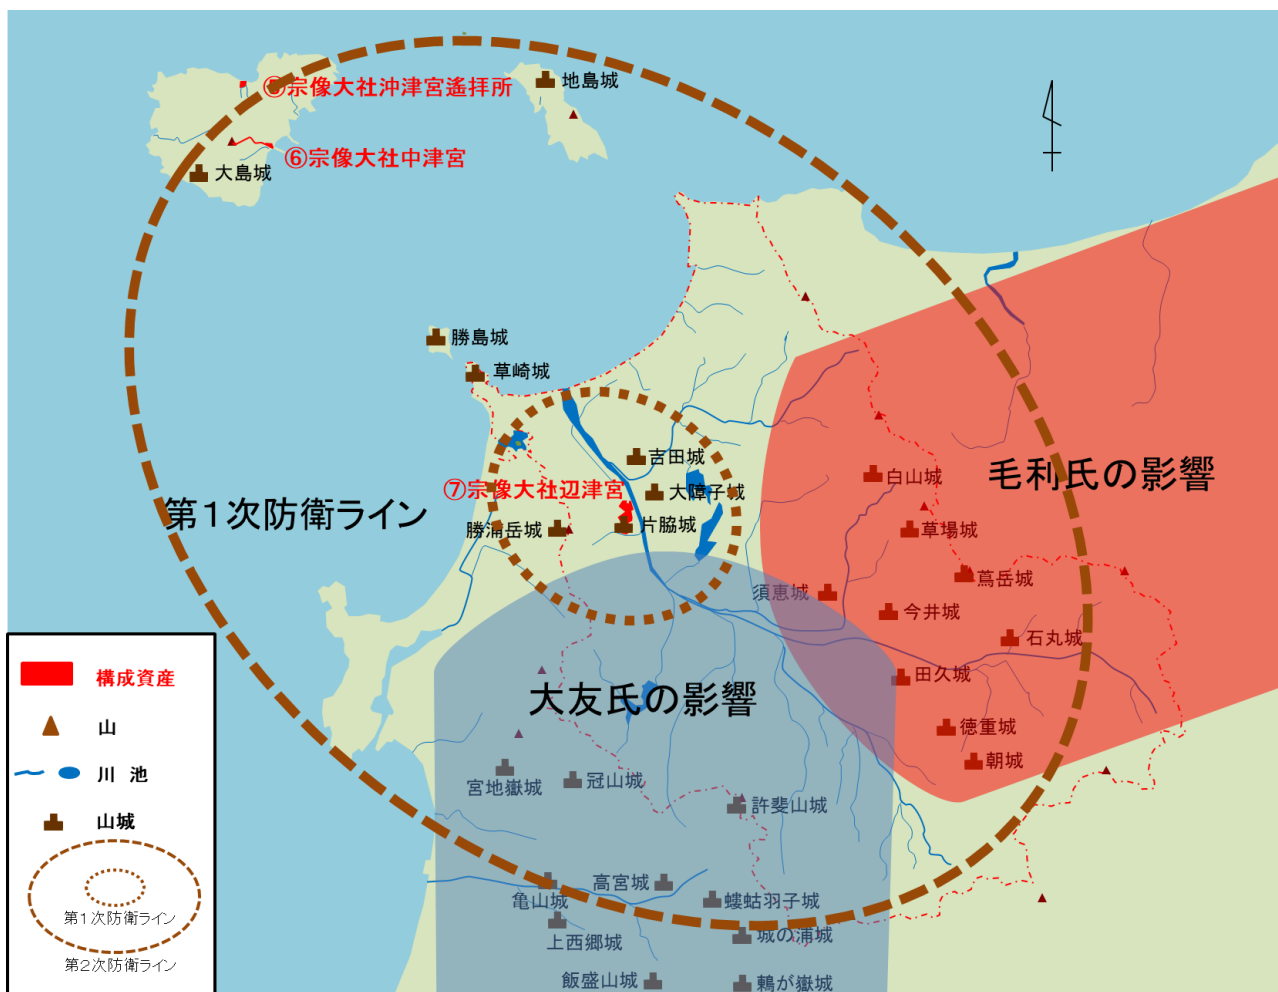 ⑤宗像大社沖津宮遙拝所
地島城
⑥宗像大社中津宮
大島城
勝島城
草崎城
吉田城
毛利氏の影響
白山城
⑦宗像大社辺津宮
大障子城
第1次防衛ライン
勝浦岳城
片脇城
草場城
蔦岳城
須恵城
今井城
石丸城
田久城
大友氏の影響
徳重城
朝城
宮地嶽城
冠山城
許斐山城
高宮城
亀山城
螻蛄羽子城
上西郷城
城の浦城
飯盛山城
鶇が嶽城
構成資産
山
川 池
山城
第1次防衛ライン
第2次防衛ライン